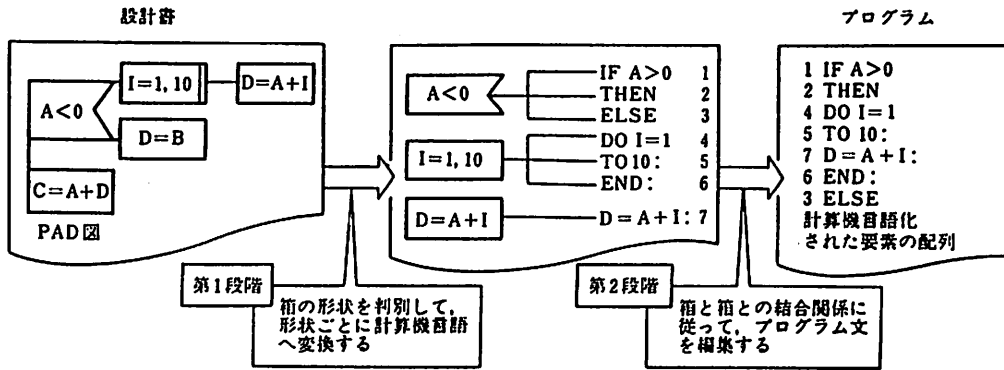 設計書
プログラム
I=1, 10
D=A+I
A<0
D=B
C=A+D
PAD図
A<0
IF A>0 1
THEN 2
ELSE 3
I=1, 10
DO I=1 4
TO 10: 5
END: 6
D=A+I
D=A+I: 7
1 IF A>0
2 THEN
4 DO I=1
5 TO 10:
7 D=A+I:
6 END:
3 ELSE
計算機言語化
された要素の配列
第1段階
箱の形状を判別して,
形状ごとに計算機言語
へ変換する
第2段階
箱と箱との結合関係に
従って, プログラム文
を編集する